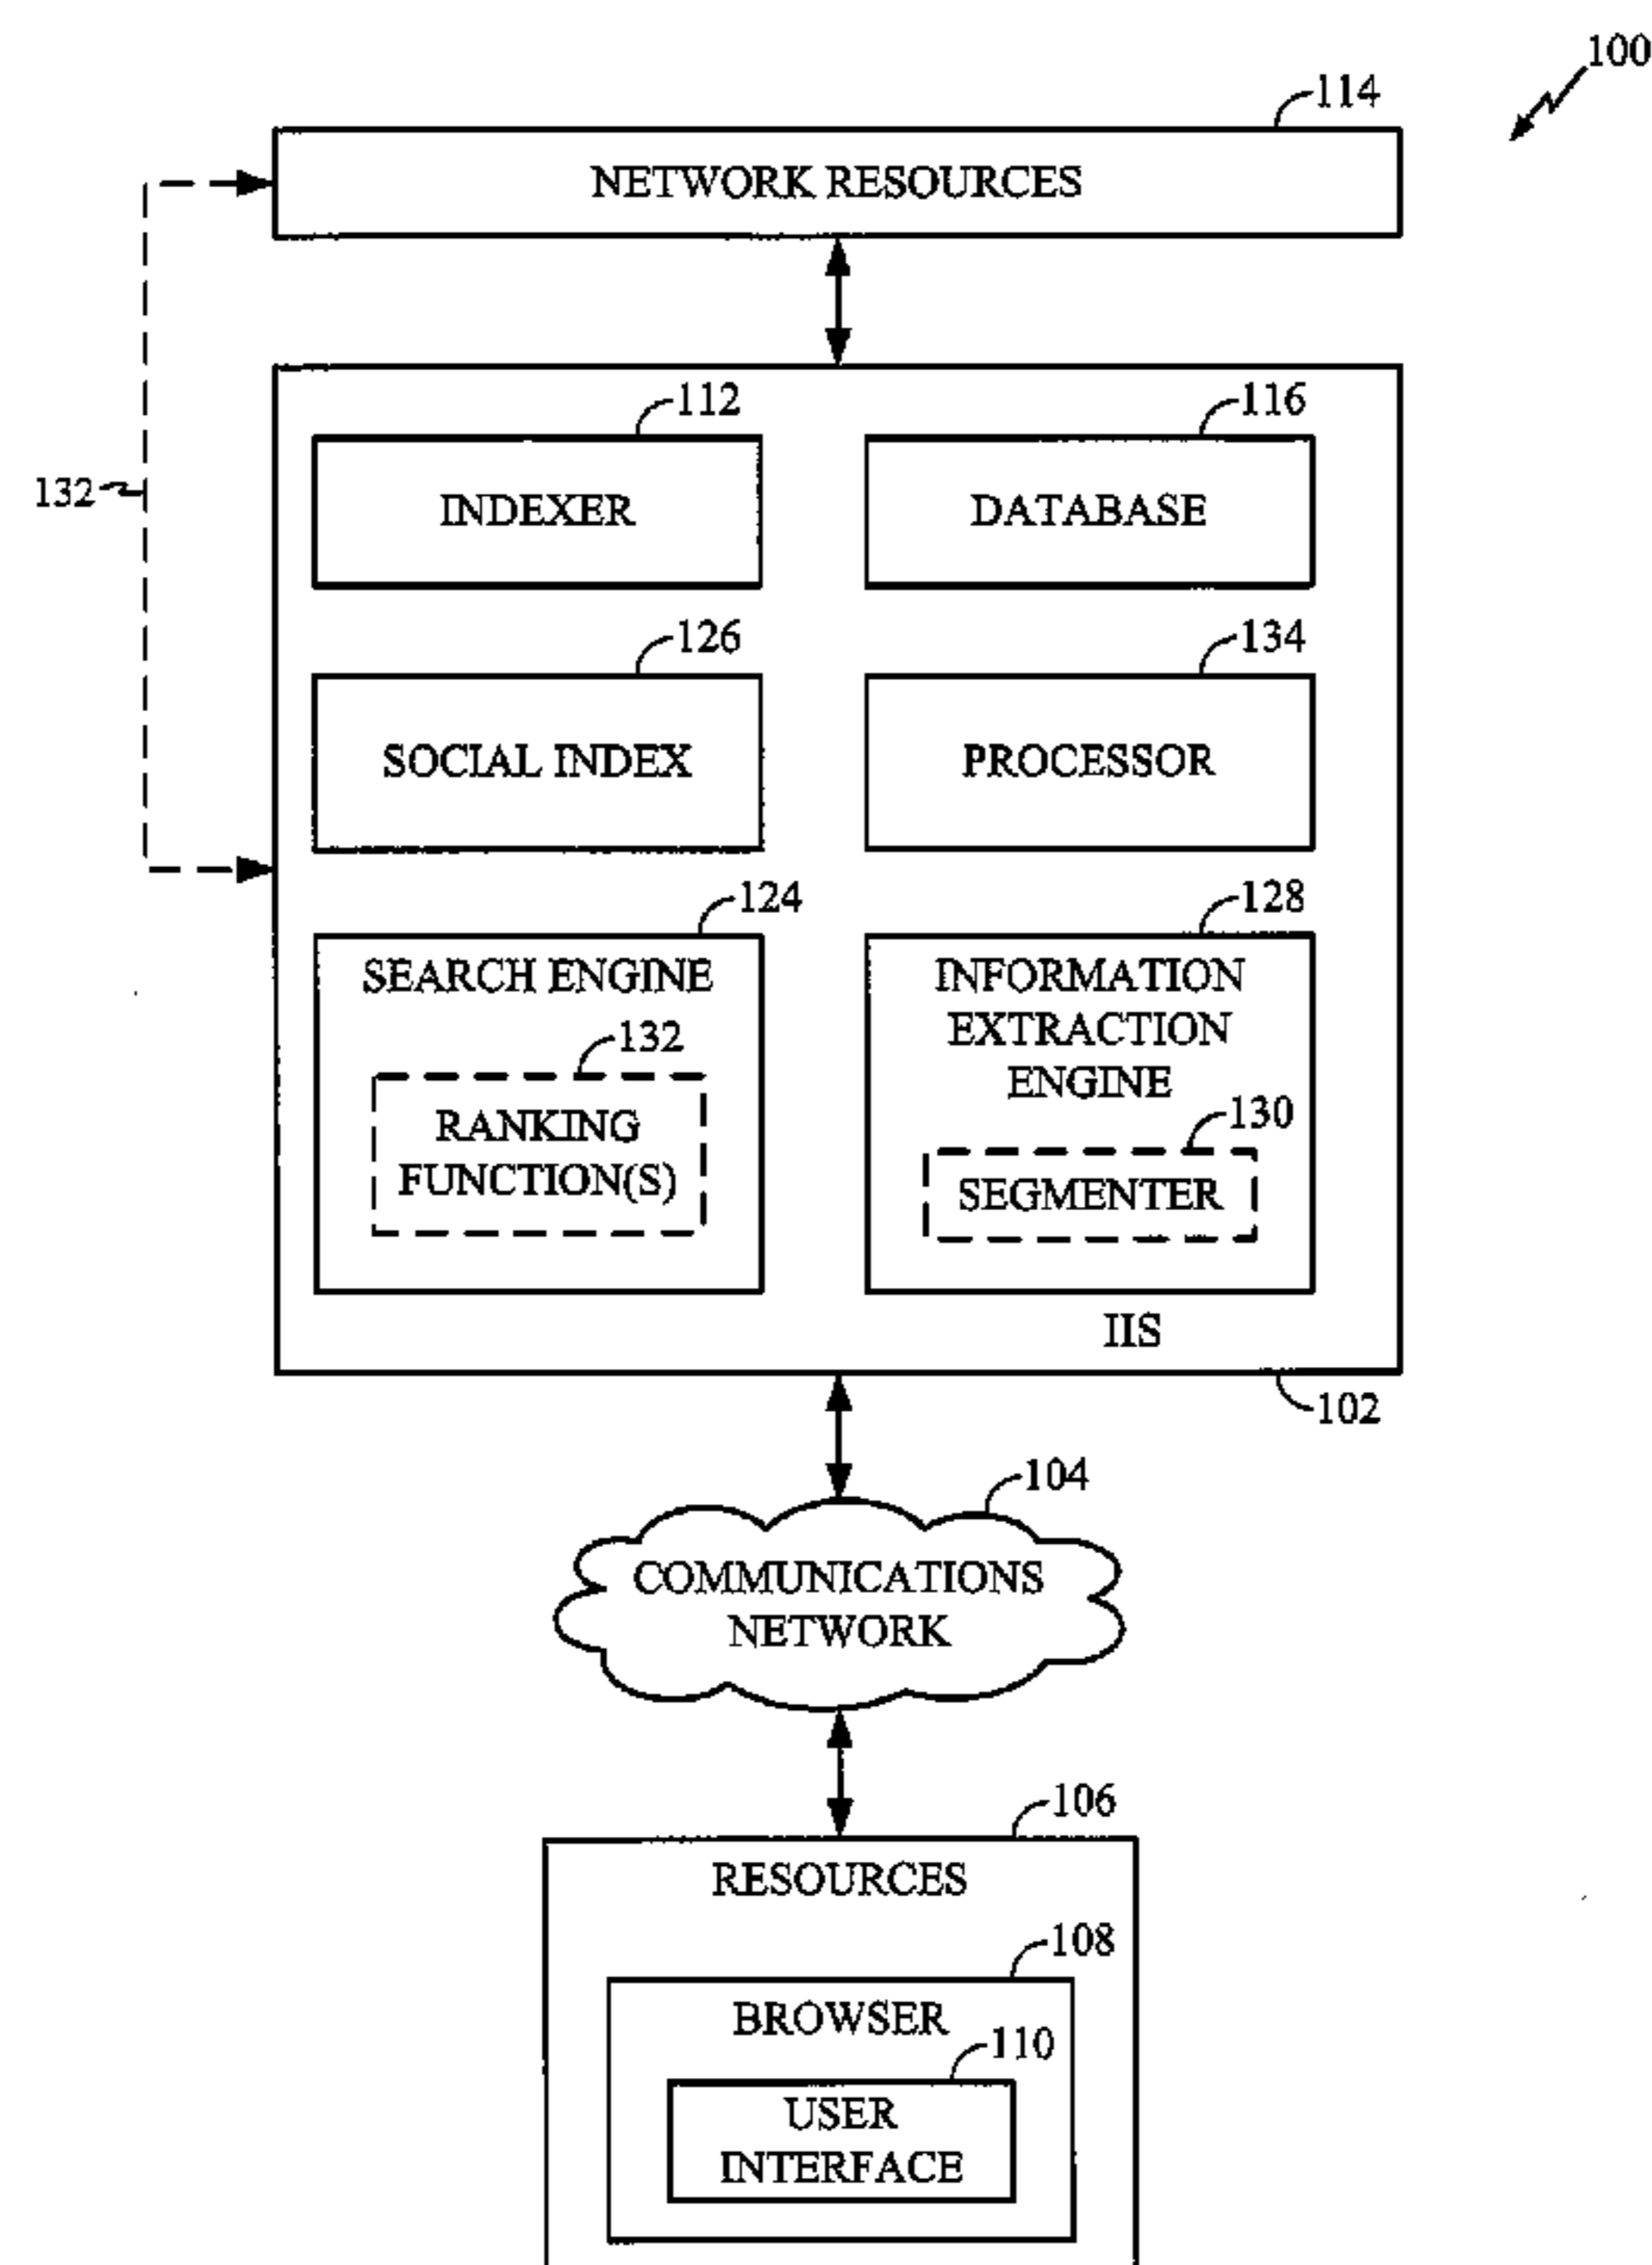 100
114
NETWORK RESOURCES
112
116
INDEXER
DATABASE
132
126
134
SOCIAL INDEX
PROCESSOR
124
128
SEARCH ENGINE
132
RANKING
FUNCTION(S)
INFORMATION
EXTRACTION
ENGINE
130
SEGMENTER
IIS
102
104
COMMUNICATIONS
NETWORK
106
RESOURCES
108
BROWSER
110
USER
INTERFACE